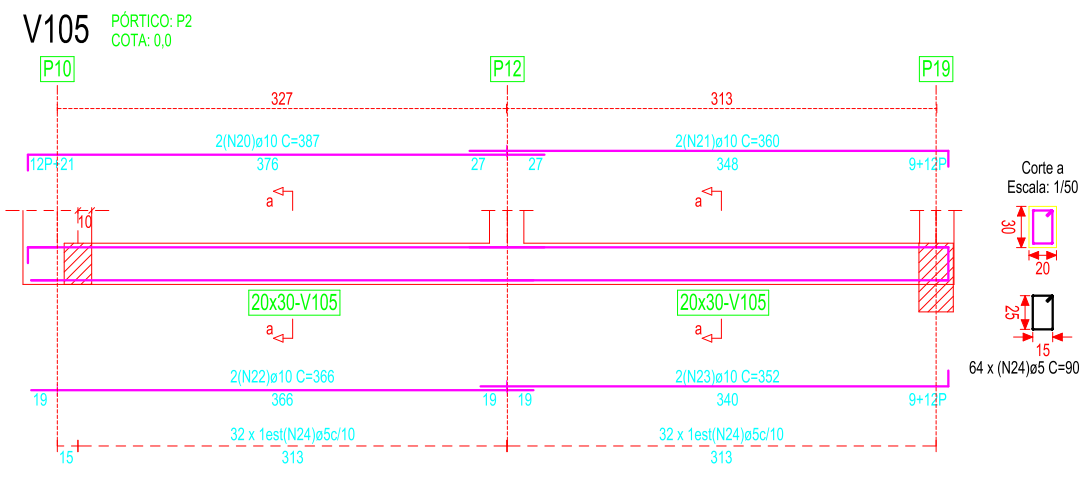 V105
PÓRTICO: P2
COTA: 0,0
P10
P12
P19
327
313
2(N20)ø10 C=387
2(N21)ø10 C=360
12P+21
376
27
27
348
9+12P
Corte a
Escala: 1/50
a
a
10
30
20
20x30-V105
20x30-V105
a
a
25
15
64 x (N24)ø5 C=90
2(N22)ø10 C=366
2(N23)ø10 C=352
19
366
19
19
340
9+12P
32 x 1est(N24)ø5c/10
32 x 1est(N24)ø5c/10
15
313
313